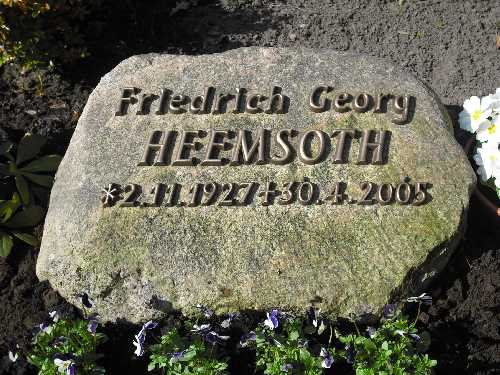 Friedrich Georg
HEEMSOTH
*2.11.1927+30.4.2005